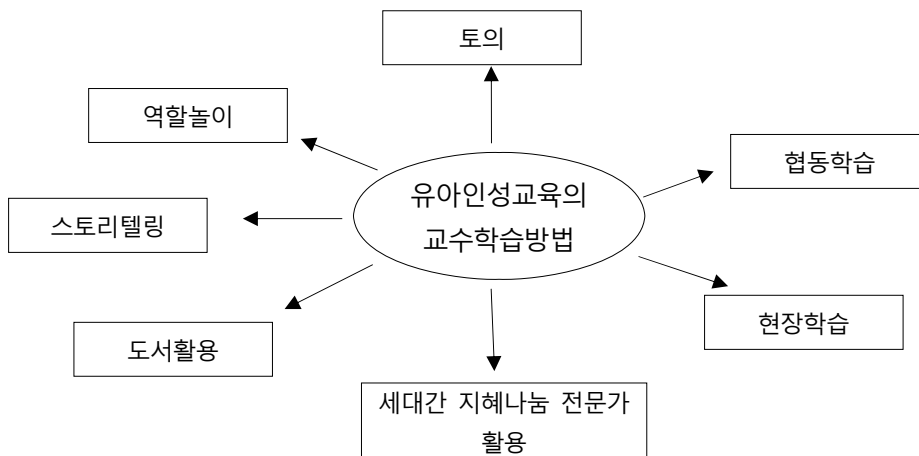 토의
역할놀이
협동학습
유아인성교육의
교수학습방법
스토리텔링
현장학습
도서활용
세대간 지혜나눔 전문가
활용